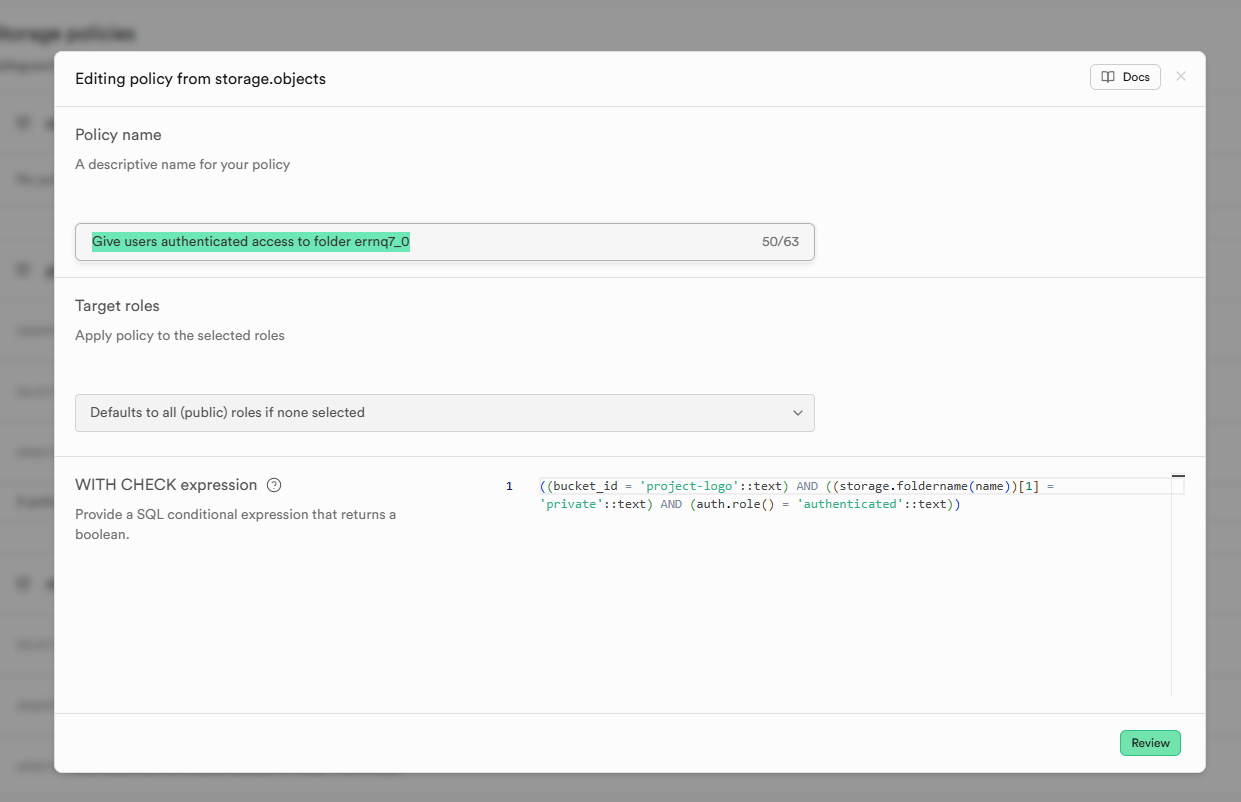 Storage policies
Editing policy from storage.objects
Docs
Policy name
A descriptive name for your policy
Give users authenticated access to folder errnq7_0
50/63
Target roles
Apply policy to the selected roles
Defaults to all (public) roles if none selected
WITH CHECK expression
Provide a SQL conditional expression that returns a
boolean.
1
((bucket_id = 'project-logo'::text) AND ((storage.foldername(name))[1] =
'private'::text) AND (auth.role() = 'authenticated'::text))
Review